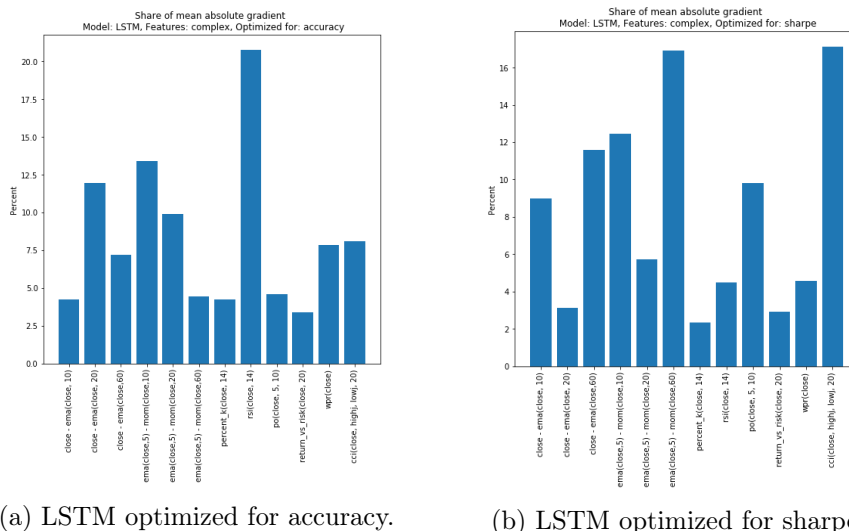 Share of mean absolute gradient
Model: LSTM, Features: complex, Optimized for: accuracy
20.0
17.5
15.0
12.5
10.0
7.5
5.0
2.5
0.0
Percent
close - ema(close, 10)
close - ema(close, 20)
close - ema(close,60)
ema(close,5) - mom(close,10)
ema(close,5) - mom(close,20)
ema(close,5) - mom(close,60)
percent_k(close, 14)
rsi(close, 14)
po(close, 5, 10)
return_vs_risk(close, 20)
wpr(close)
cci(close, highj, lowj, 20)
(a) LSTM optimized for accuracy.
Share of mean absolute gradient
Model: LSTM, Features: complex, Optimized for: sharpe
16
14
12
10
8
6
4
2
0
Percent
close - ema(close, 10)
close - ema(close, 20)
close - ema(close,60)
ema(close,5) - mom(close,10)
ema(close,5) - mom(close,20)
ema(close,5) - mom(close,60)
percent_k(close, 14)
rsi(close, 14)
po(close, 5, 10)
return_vs_risk(close, 20)
wpr(close)
cci(close, highj, lowj, 20)
(b) LSTM optimized for sharpe